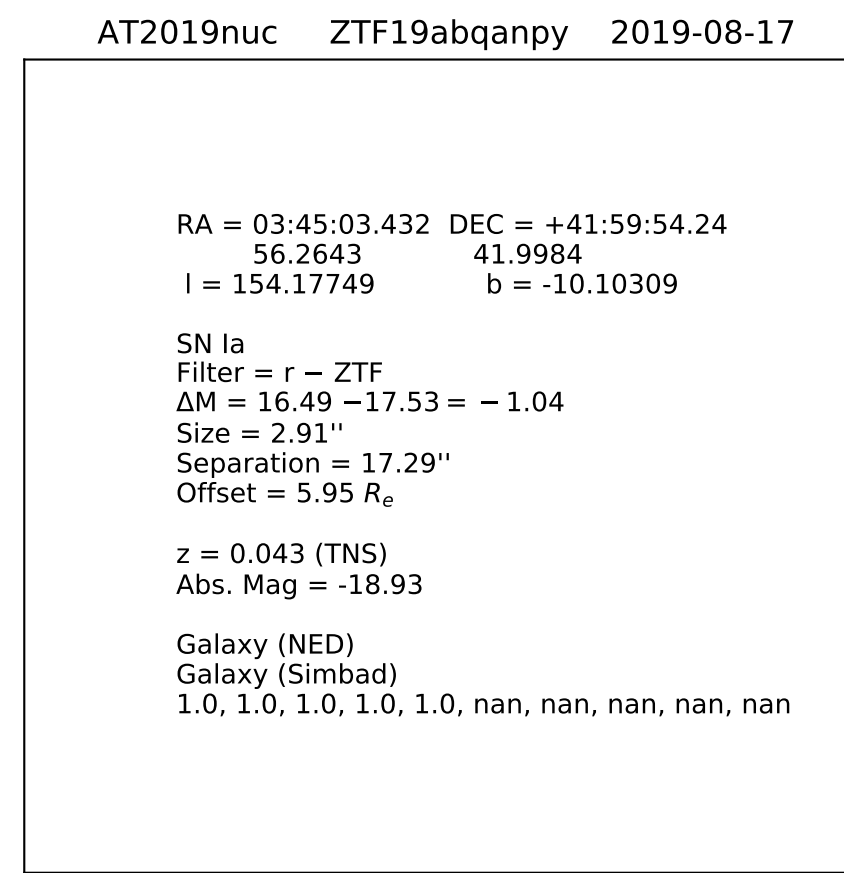 AT2019nuc ZTF19abqanpy 2019-08-17
RA = 03:45:03.432 DEC = +41:59:54.24
56.2643 41.9984
l = 154.17749 b = -10.10309
SN Ia
Filter = r − ZTF
ΔM = 16.49 −17.53 = − 1.04
Size = 2.91''
Separation = 17.29''
Offset = 5.95 Rₑ
z = 0.043 (TNS)
Abs. Mag = -18.93
Galaxy (NED)
Galaxy (Simbad)
1.0, 1.0, 1.0, 1.0, 1.0, nan, nan, nan, nan, nan